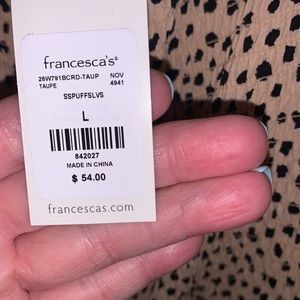 francesca's®
26W791BCRD-TAUP NOV
TAUPE 4941
SSPUFFSLVS
L
842027
MADE IN CHINA
$ 54.00
francescas.com